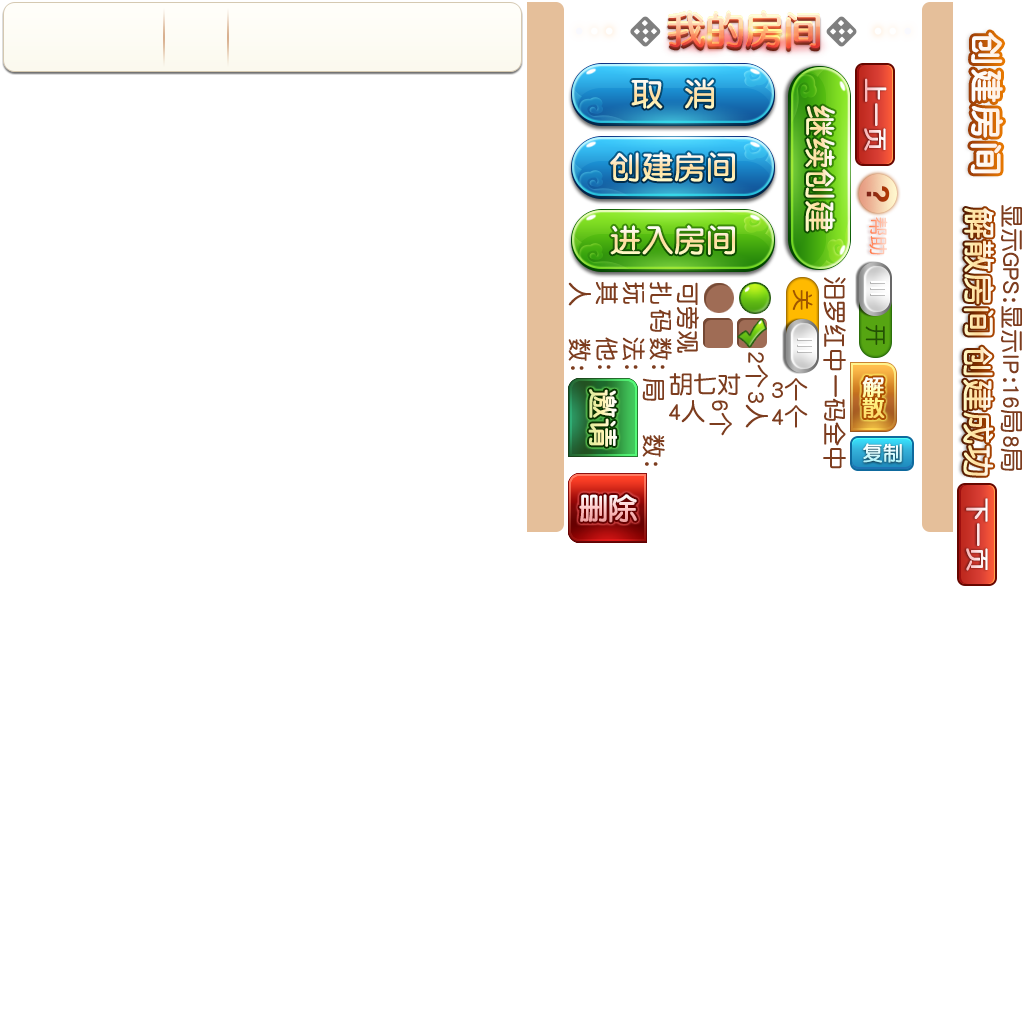 我的房间
取 消
创建房间
进入房间
继续创建
上一页
?
帮助
关
开
汨罗红中一码全中
解散
复制
可旁观
扎码数:
玩法:
其他:
人数:
局数:
2个
3人
3个
4个
胡七对
6个
4人
邀请
删除
创建房间
显示GPS:显示IP:16局8局
解散房间
创建成功
下一页